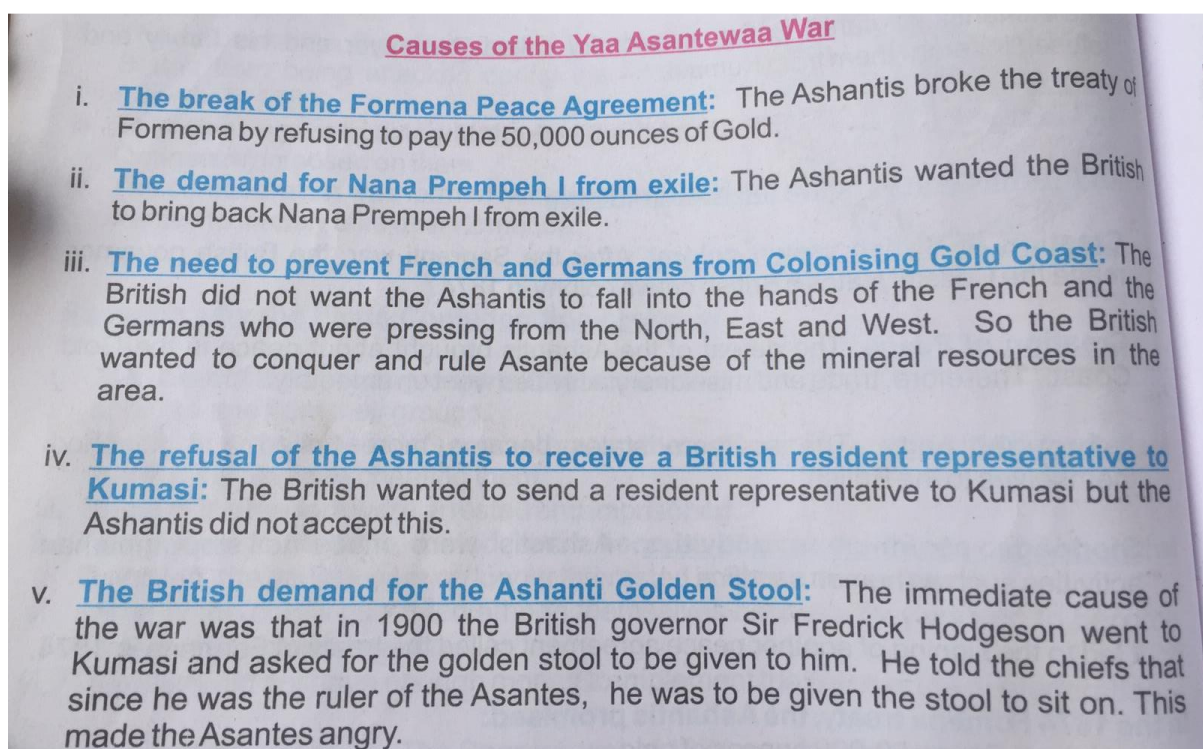 Causes of the Yaa Asantewaa War
i. The break of the Formena Peace Agreement: The Ashantis broke the treaty of
Formena by refusing to pay the 50,000 ounces of Gold.
ii. The demand for Nana Prempeh I from exile: The Ashantis wanted the British
to bring back Nana Prempeh I from exile.
iii. The need to prevent French and Germans from Colonising Gold Coast: The
British did not want the Ashantis to fall into the hands of the French and the
Germans who were pressing from the North, East and West. So the British
wanted to conquer and rule Asante because of the mineral resources in the
area.
iv. The refusal of the Ashantis to receive a British resident representative to
Kumasi: The British wanted to send a resident representative to Kumasi but the
Ashantis did not accept this.
v. The British demand for the Ashanti Golden Stool: The immediate cause of
the war was that in 1900 the British governor Sir Fredrick Hodgeson went to
Kumasi and asked for the golden stool to be given to him. He told the chiefs that
since he was the ruler of the Asantes, he was to be given the stool to sit on. This
made the Asantes angry.